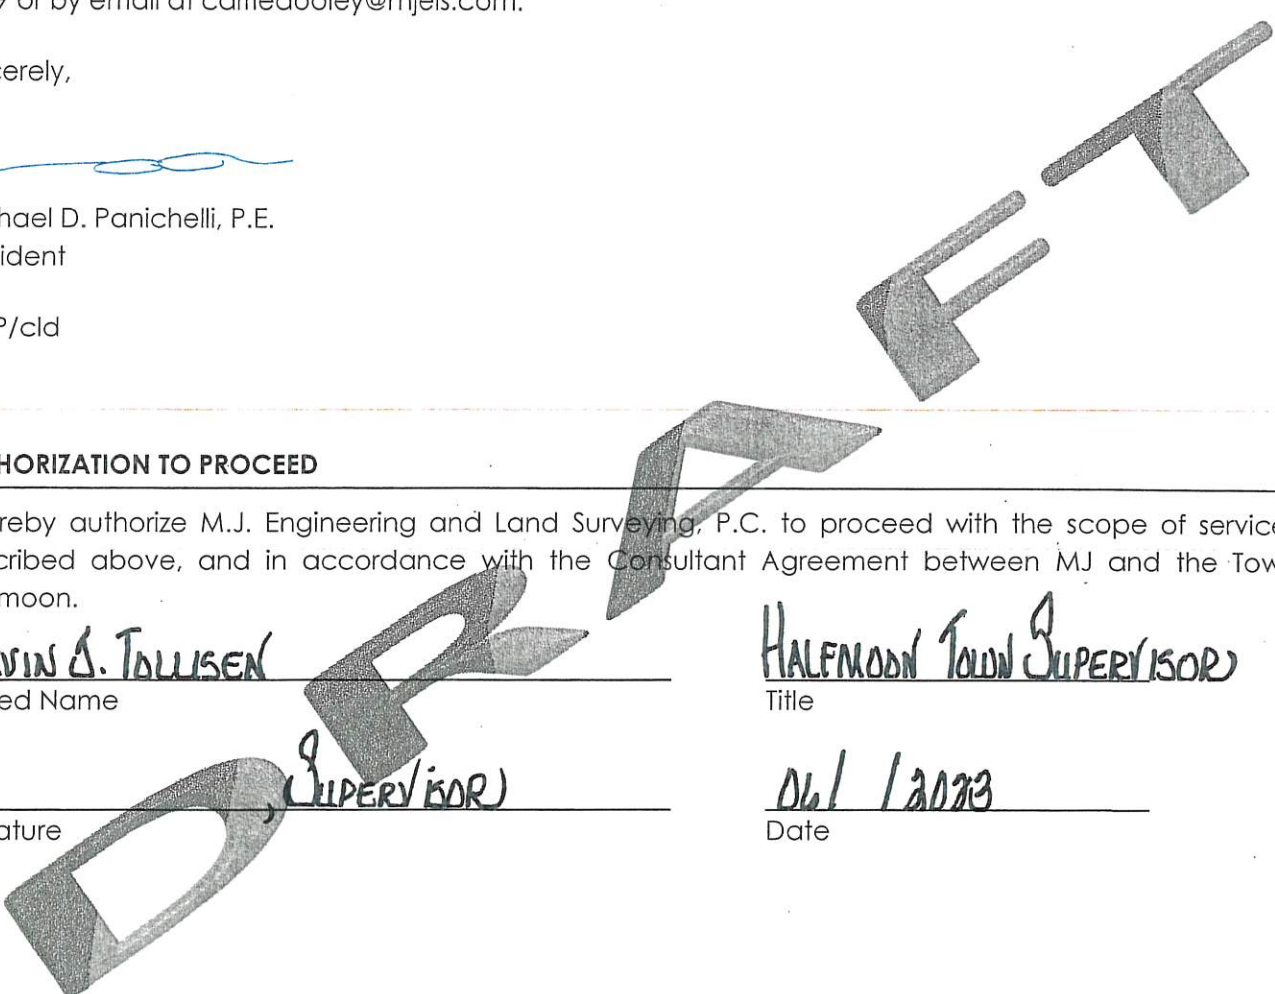 y or by email at carriedooley@mjels.com.
cerely,
hael D. Panichelli, P.E.
ident
P/cld
HORIZATION TO PROCEED
reby authorize M.J. Engineering and Land Surveying, P.C. to proceed with the scope of service
cribed above, and in accordance with the Consultant Agreement between MJ and the Tow
moon.
VIN J. TOLLISEN
HALFMOON TOWN SUPERVISOR
ed Name
Title
, SUPERVISOR
06/ /2023
ature
Date
DRAFT